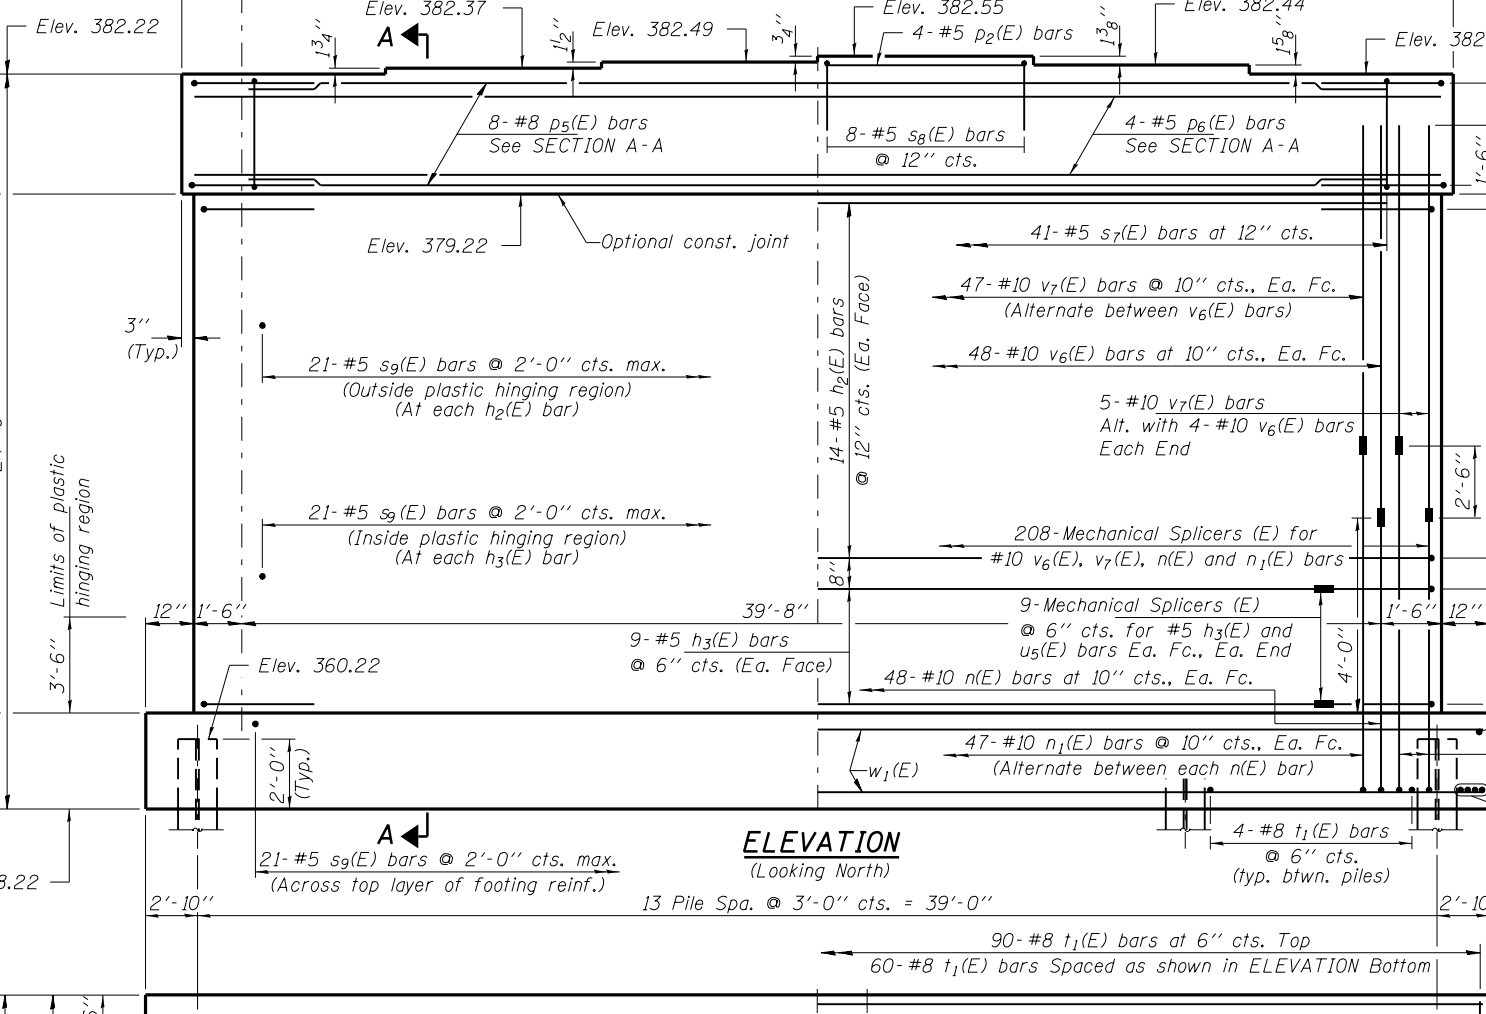 Elev. 382.22
Elev. 382.37
A
1 3/4''
1/2''
Elev. 382.49
3/4''
Elev. 382.55
4-#5 p2(E) bars
1 3/8''
Elev. 382.44
1 5/8''
Elev. 382
8-#8 p5(E) bars
See SECTION A-A
8-#5 s8(E) bars
@ 12'' cts.
4-#5 p6(E) bars
See SECTION A-A
1'-6''
Elev. 379.22
Optional const. joint
41-#5 s7(E) bars at 12'' cts.
47-#10 v7(E) bars @ 10'' cts., Ea. Fc.
(Alternate between v6(E) bars)
3''
(Typ.)
14-#5 h2(E) bars
@ 12'' cts. (Ea. Face)
48-#10 v6(E) bars at 10'' cts., Ea. Fc.
21-#5 s9(E) bars @ 2'-0'' cts. max.
(Outside plastic hinging region)
(At each h2(E) bar)
5-#10 v7(E) bars
Alt. with 4-#10 v6(E) bars
Each End
2'-6''
Limits of plastic
hinging region
21-#5 s9(E) bars @ 2'-0'' cts. max.
(Inside plastic hinging region)
(At each h3(E) bar)
208-Mechanical Splicers (E) for
#10 v6(E), v7(E), n(E) and n1(E) bars
8''
12''
1'-6''
39'-8''
9-Mechanical Splicers (E)
@ 6'' cts. for #5 h3(E) and
u5(E) bars Ea. Fc., Ea. End
1'-6''
12''
9-#5 h3(E) bars
@ 6'' cts. (Ea. Face)
4'-0''
3'-6''
Elev. 360.22
48-#10 n(E) bars at 10'' cts., Ea. Fc.
2'-0''
(Typ.)
w1(E)
47-#10 n1(E) bars @ 10'' cts., Ea. Fc.
(Alternate between each n(E) bar)
A
ELEVATION
(Looking North)
4-#8 t1(E) bars
@ 6'' cts.
(typ. btwn. piles)
21-#5 s9(E) bars @ 2'-0'' cts. max.
(Across top layer of footing reinf.)
8.22
2'-10''
13 Pile Spa. @ 3'-0'' cts. = 39'-0''
2'-10
90-#8 t1(E) bars at 6'' cts. Top
60-#8 t1(E) bars Spaced as shown in ELEVATION Bottom